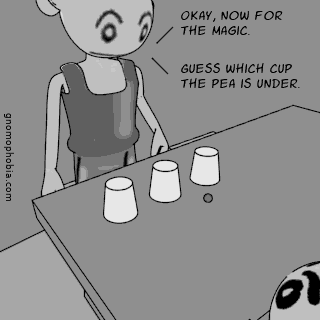 OKAY, NOW FOR
THE MAGIC.
GUESS WHICH CUP
THE PEA IS UNDER.
gnomophobia.com